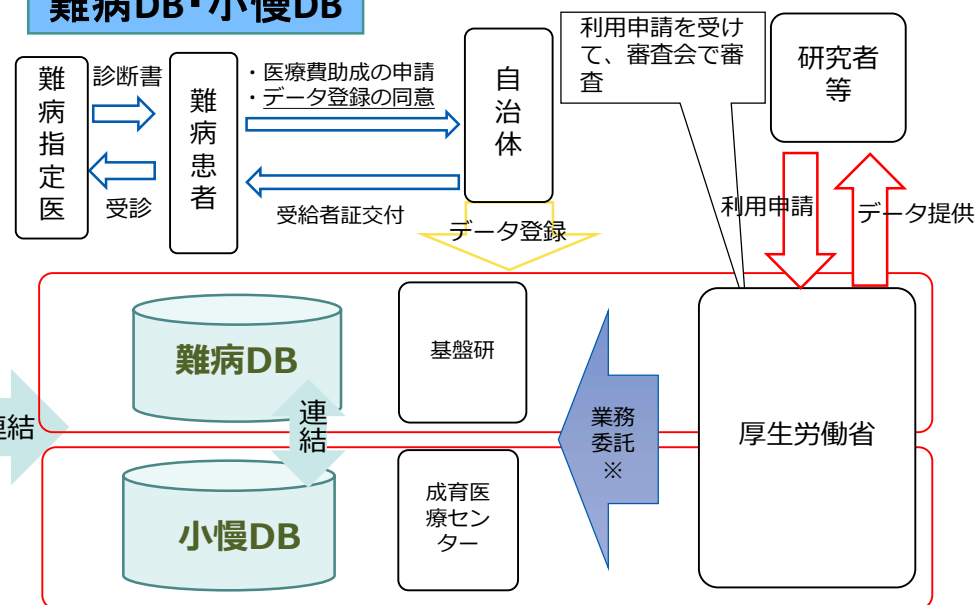 難病DB・小慢DB
難病指定医
診断書
受診
難病患者
・医療費助成の申請
・データ登録の同意
受給者証交付
自治体
利用申請を受け
て、審査会で審
査
研究者
等
利用申請
データ提供
データ登録
難病DB
基盤研
連結
連結
業務
委託
※
厚生労働省
小慢DB
成育医
療セン
ター